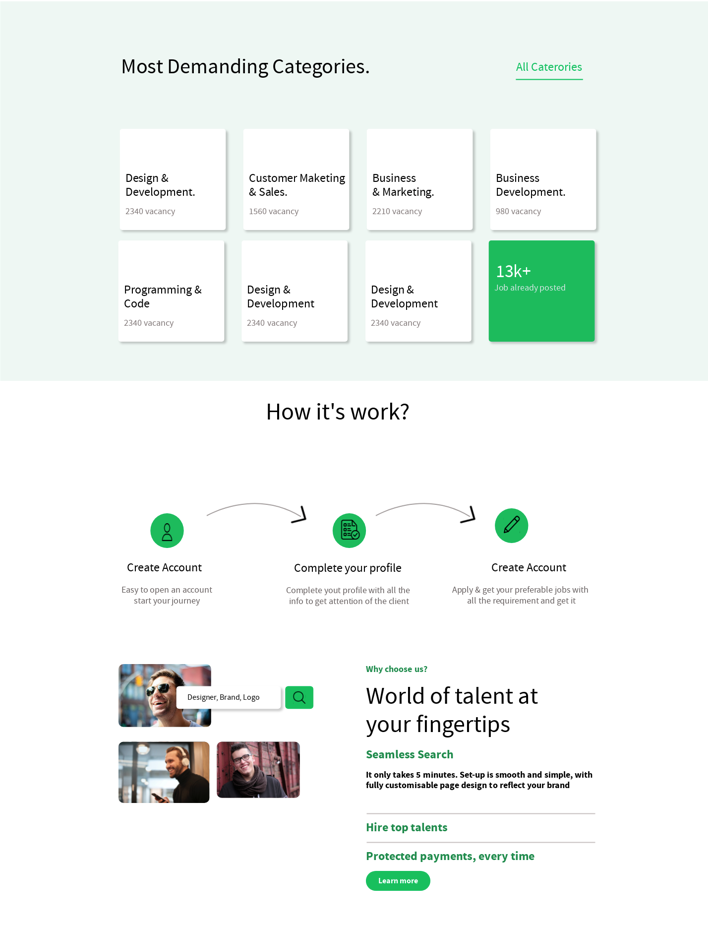 Most Demanding Categories.
All Caterories
Design &
Development.
2340 vacancy
Customer Maketing
& Sales.
1560 vacancy
Business
& Marketing.
2210 vacancy
Business
Development.
980 vacancy
Programming &
Code
2340 vacancy
Design &
Development
2340 vacancy
Design &
Development
2340 vacancy
13k+
Job already posted
How it's work?
Create Account
Easy to open an account
start your journey
Complete your profile
Complete yout profile with all the
info to get attention of the client
Create Account
Apply & get your preferable jobs with
all the requirement and get it
Designer, Brand, Logo
Why choose us?
World of talent at
your fingertips
Seamless Search
It only takes 5 minutes. Set-up is smooth and simple, with
fully customisable page design to reflect your brand
Hire top talents
Protected payments, every time
Learn more